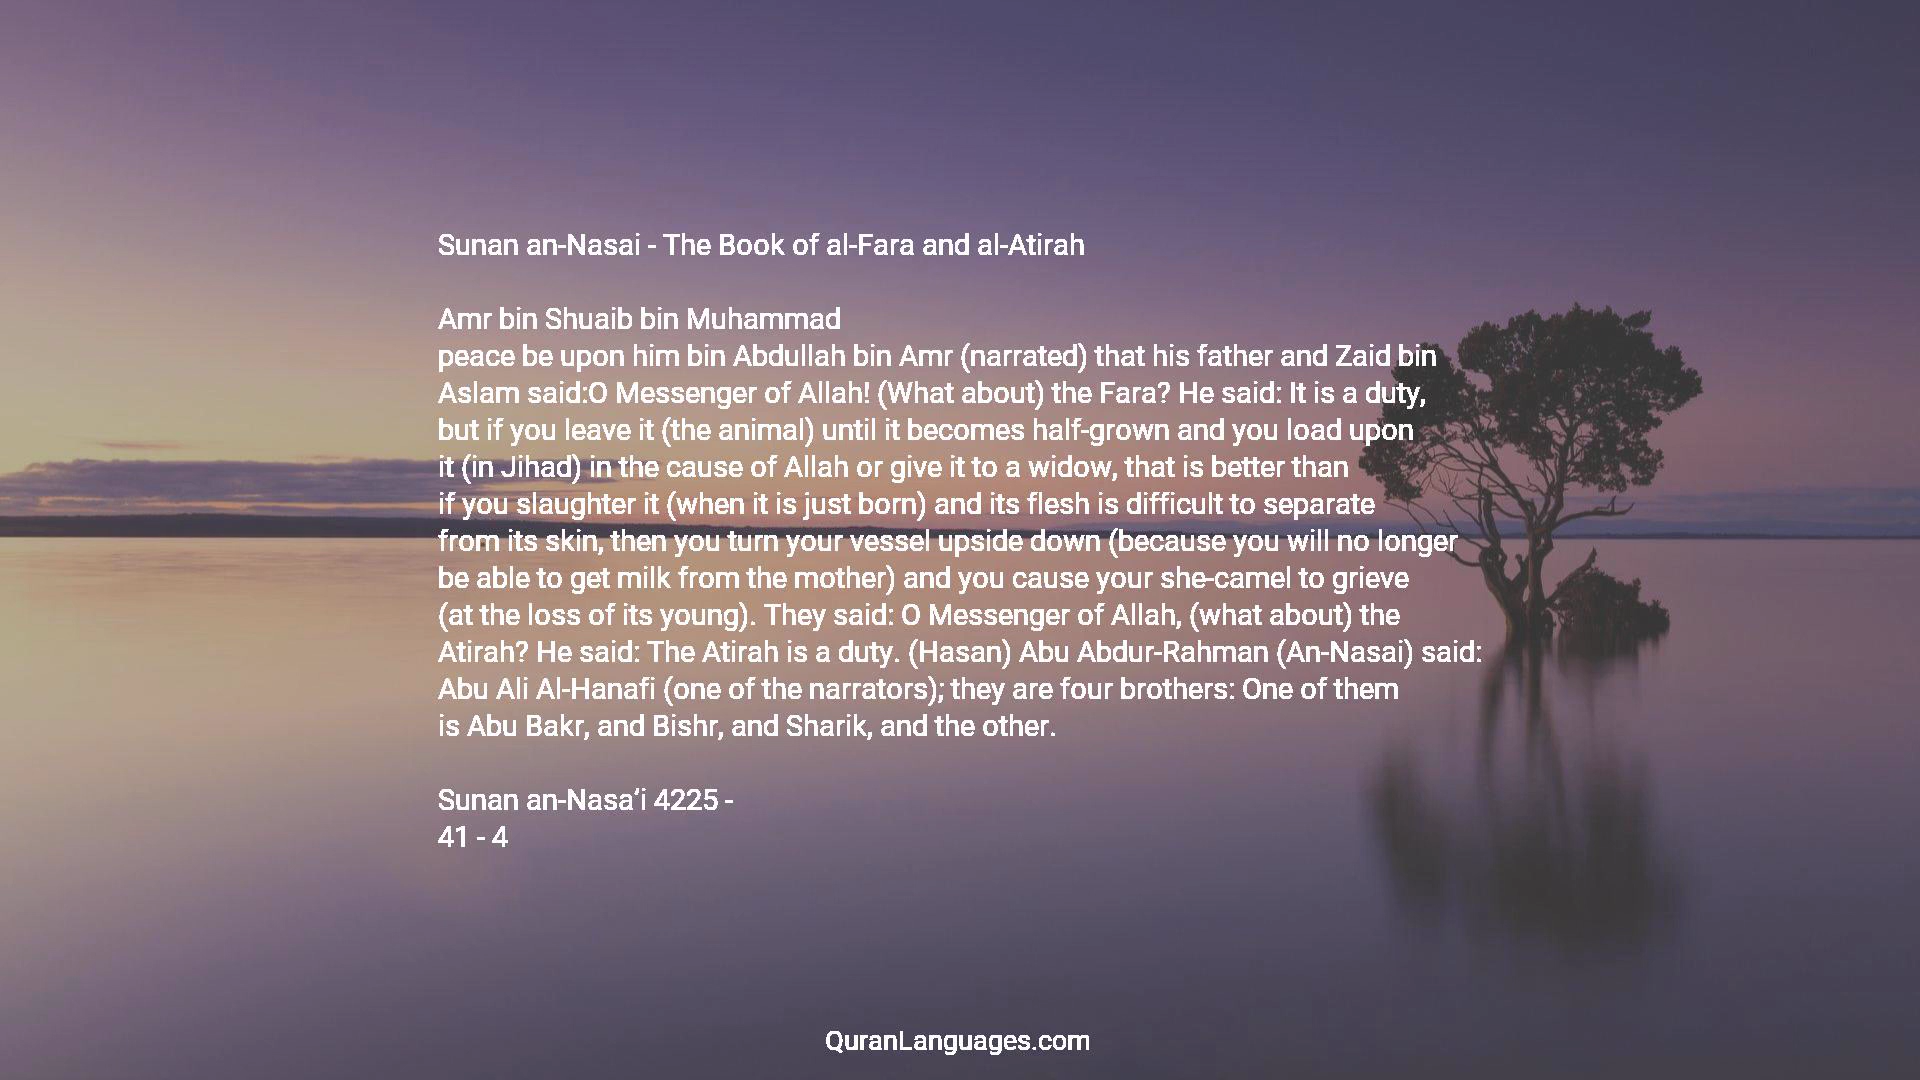 Sunan an-Nasai - The Book of al-Fara and al-Atirah
Amr bin Shuaib bin Muhammad
peace be upon him bin Abdullah bin Amr (narrated) that his father and Zaid bin
Aslam said:O Messenger of Allah! (What about) the Fara? He said: It is a duty,
but if you leave it (the animal) until it becomes half-grown and you load upon
it (in Jihad) in the cause of Allah or give it to a widow, that is better than
if you slaughter it (when it is just born) and its flesh is difficult to separate
from its skin, then you turn your vessel upside down (because you will no longer
be able to get milk from the mother) and you cause your she-camel to grieve
(at the loss of its young). They said: O Messenger of Allah, (what about) the
Atirah? He said: The Atirah is a duty. (Hasan) Abu Abdur-Rahman (An-Nasai) said:
Abu Ali Al-Hanafi (one of the narrators); they are four brothers: One of them
is Abu Bakr, and Bishr, and Sharik, and the other.
Sunan an-Nasa’i 4225 -
41 - 4
QuranLanguages.com